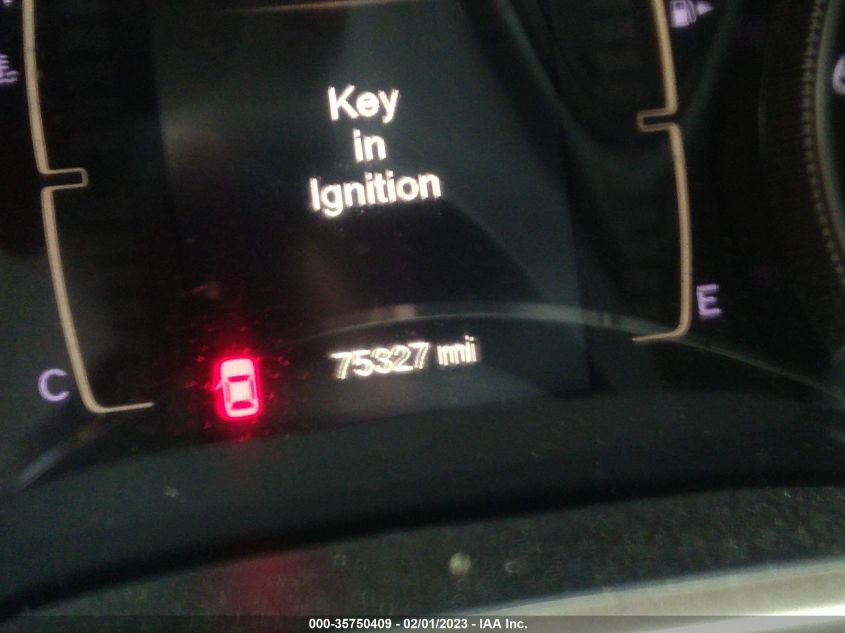 Key
in
Ignition
E
75327 mi
C
000-35750409 - 02/01/2023 - IAA Inc.